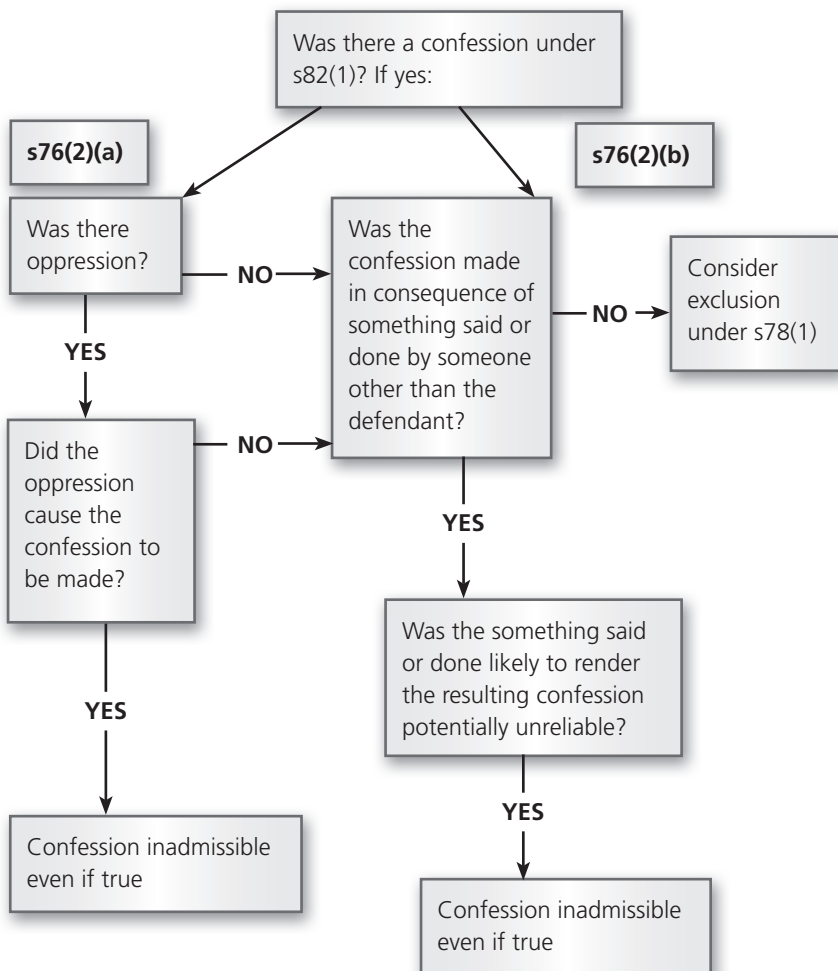 Was there a confession under
s82(1)? If yes:
s76(2)(a)
s76(2)(b)
Was there
oppression?
NO
Was the
confession made
in consequence of
something said or
done by someone
other than the
defendant?
NO
Consider
exclusion
under s78(1)
YES
Did the
oppression
cause the
confession to
be made?
NO
YES
Was the something said
or done likely to render
the resulting confession
potentially unreliable?
YES
YES
Confession inadmissible
even if true
Confession inadmissible
even if true